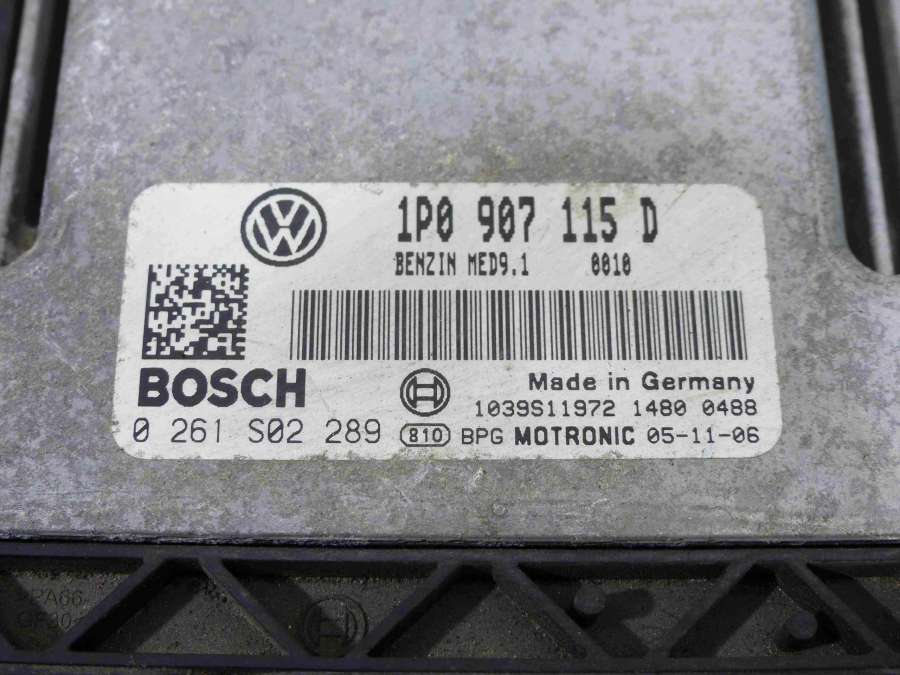 1P0 907 115 D
BENZIN MED9.1 0010
BOSCH
Made in Germany
1039S11972 1480 0488
0 261 S02 289 810 BPG MOTRONIC 05-11-06
PA66